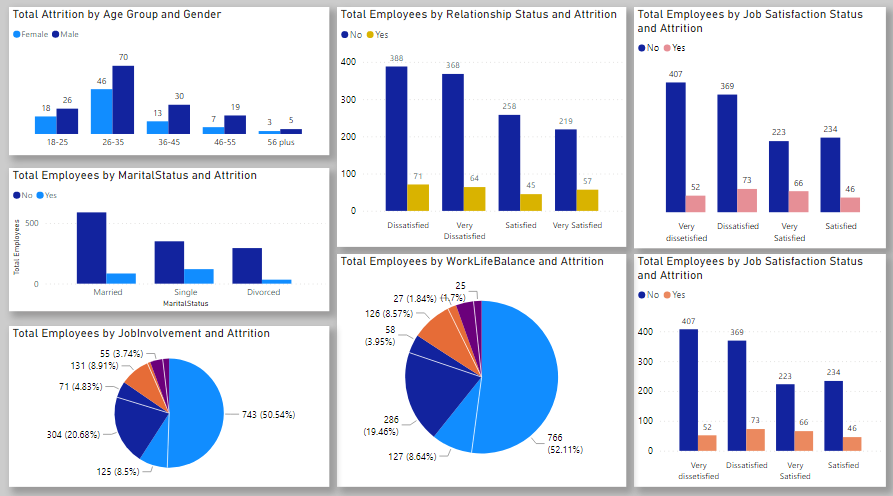 Total Attrition by Age Group and Gender
Female Male
70
46
30
26
18
19
13
7
3
5
18-25 26-35 36-45 46-55 56 plus
Total Employees by MaritalStatus and Attrition
No Yes
Total Employees
500
0
Married Single Divorced
MaritalStatus
Total Employees by JobInvolvement and Attrition
55 (3.74%)
131 (8.91%)
71 (4.83%)
743 (50.54%)
304 (20.68%)
125 (8.5%)
Total Employees by Relationship Status and Attrition
No Yes
400
300
200
100
0
388
368
258
219
71
64
45
57
Dissatisfied Very Dissatisfied Satisfied Very Satisfied
Total Employees by WorkLifeBalance and Attrition
25
(1.7%)
27 (1.84%)
126 (8.57%)
58
(3.95%)
286
(19.46%)
127 (8.64%)
766
(52.11%)
Total Employees by Job Satisfaction Status
and Attrition
No Yes
407
369
223
234
52
73
66
46
Very
dissetisfied
Dissatisfied
Very
Satisfied
Satisfied
Total Employees by Job Satisfaction Status
and Attrition
No Yes
400
300
200
100
0
407
369
223
234
52
73
66
46
Very
dissetisfied
Dissatisfied
Very
Satisfied
Satisfied